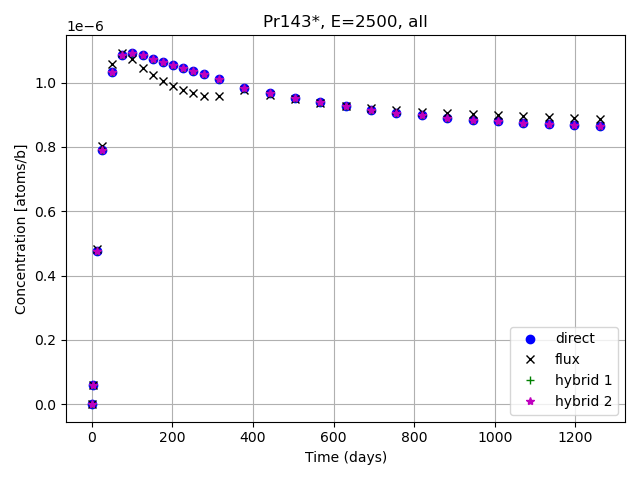 Pr143*, E=2500, all
1e−6
1.0
0.8
0.6
0.4
0.2
0.0
Concentration [atoms/b]
0 200 400 600 800 1000 1200
Time (days)
direct
flux
hybrid 1
hybrid 2